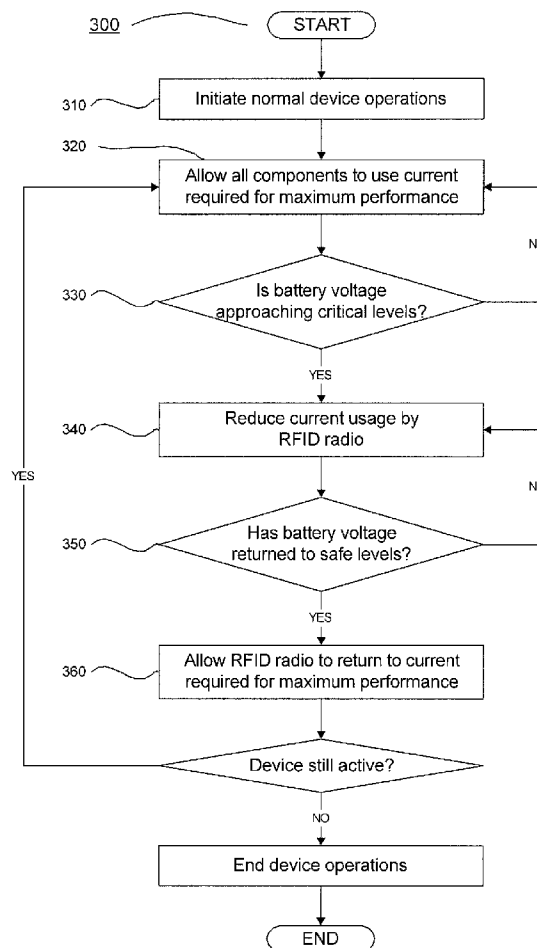 300
START
310
Initiate normal device operations
320
Allow all components to use current
required for maximum performance
330
Is battery voltage
approaching critical levels?
YES
340
Reduce current usage by
RFID radio
YES
350
Has battery voltage
returned to safe levels?
YES
360
Allow RFID radio to return to current
required for maximum performance
Device still active?
NO
End device operations
END